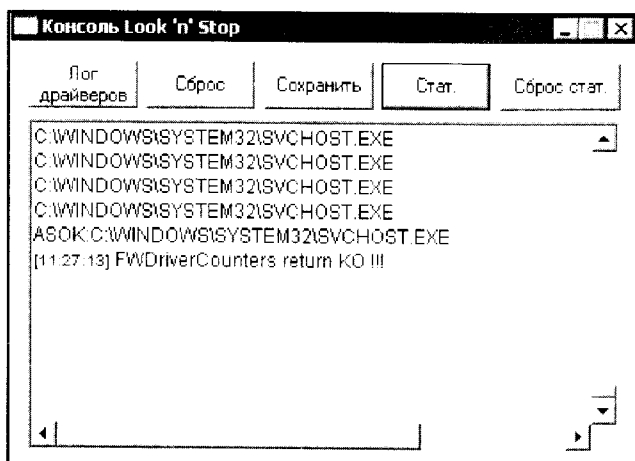 Консоль Look 'n' Stop
Лог драйверов
Сброс
Сохранить
Стат.
Сброс стат.
C:\WINDOWS\SYSTEM32\SVCHOST.EXE
C:\WINDOWS\SYSTEM32\SVCHOST.EXE
C:\WINDOWS\SYSTEM32\SVCHOST.EXE
C:\WINDOWS\SYSTEM32\SVCHOST.EXE
ASOK:C:\WINDOWS\SYSTEM32\SVCHOST.EXE
[11:27:13] FWDriverCounters return KO !!!